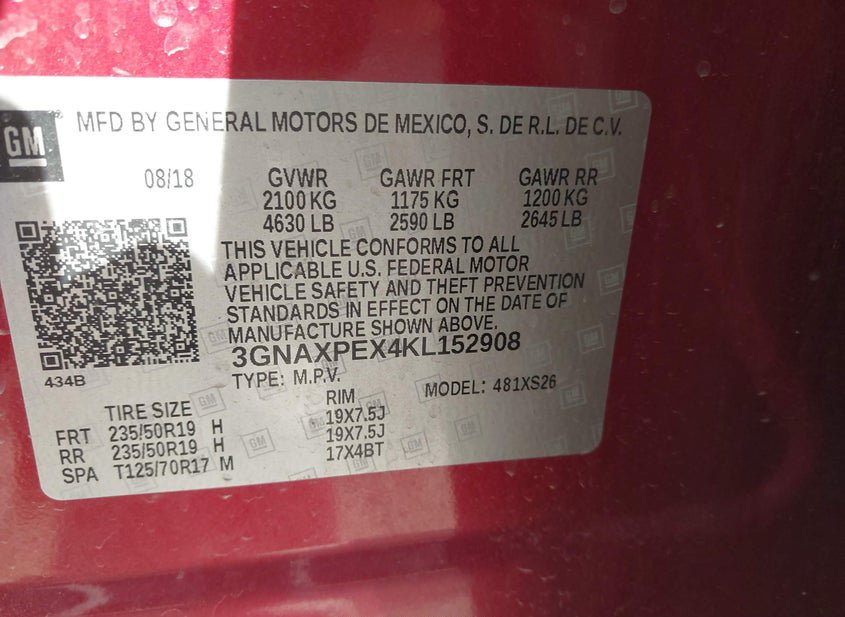 GM
MFD BY GENERAL MOTORS DE MEXICO, S. DE R.L. DE C.V.
08/18 GVWR GAWR FRT GAWR RR
2100 KG 1175 KG 1200 KG
4630 LB 2590 LB 2645 LB
THIS VEHICLE CONFORMS TO ALL
APPLICABLE U.S. FEDERAL MOTOR
VEHICLE SAFETY AND THEFT PREVENTION
STANDARDS IN EFFECT ON THE DATE OF
MANUFACTURE SHOWN ABOVE.
3GNAXPEX4KL152908
434B
TYPE: M.P.V. MODEL: 481XS26
TIRE SIZE RIM
FRT 235/50R19 H 19X7.5J
RR 235/50R19 H 19X7.5J
SPA T125/70R17 M 17X4BT